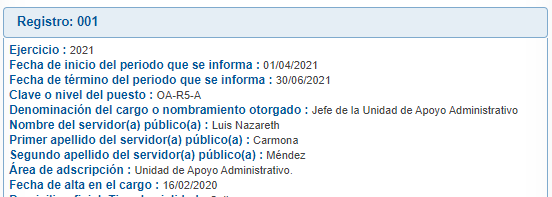 Registro: 001
Ejercicio : 2021
Fecha de inicio del periodo que se informa : 01/04/2021
Fecha de término del periodo que se informa : 30/06/2021
Clave o nivel del puesto : OA-R5-A
Denominación del cargo o nombramiento otorgado : Jefe de la Unidad de Apoyo Administrativo
Nombre del servidor(a) público(a) : Luis Nazareth
Primer apellido del servidor(a) público(a) : Carmona
Segundo apellido del servidor(a) público(a) : Méndez
Área de adscripción : Unidad de Apoyo Administrativo.
Fecha de alta en el cargo : 16/02/2020